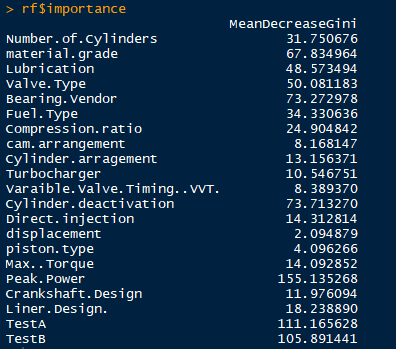 > rf$importance
MeanDecreaseGini
Number.of.Cylinders 31.750676
material.grade 67.834964
Lubrication 48.573494
Valve.Type 50.081183
Bearing.Vendor 73.272978
Fuel.Type 34.330636
Compression.ratio 24.904842
cam.arrangement 8.168147
Cylinder.arragement 13.156371
Turbocharger 10.546751
Varaible.Valve.Timing..VVT. 8.389370
Cylinder.deactivation 73.713270
Direct.injection 14.312814
displacement 2.094879
piston.type 4.096266
Max..Torque 14.092852
Peak.Power 155.135268
Crankshaft.Design 11.976094
Liner.Design. 18.238890
TestA 111.165628
TestB 105.891441